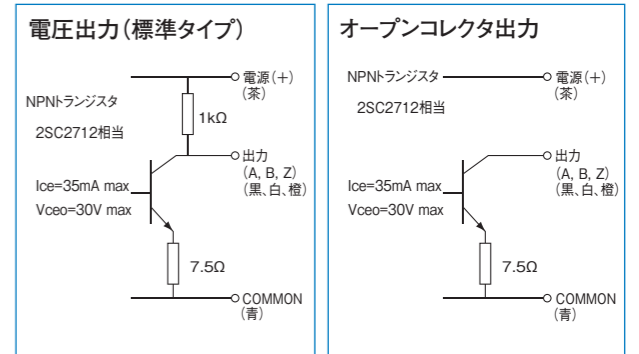 電圧出力（標準タイプ）
電源（＋）
（茶）
NPNトランジスタ
2SC2712相当
1kΩ
出力
（A, B, Z）
（黒、白、橙）
Ice=35mA max
Vceo=30V max
7.5Ω
COMMON
（青）
オープンコレクタ出力
NPNトランジスタ
電源（＋）
（茶）
2SC2712相当
出力
（A, B, Z）
（黒、白、橙）
Ice=35mA max
Vceo=30V max
7.5Ω
COMMON
（青）